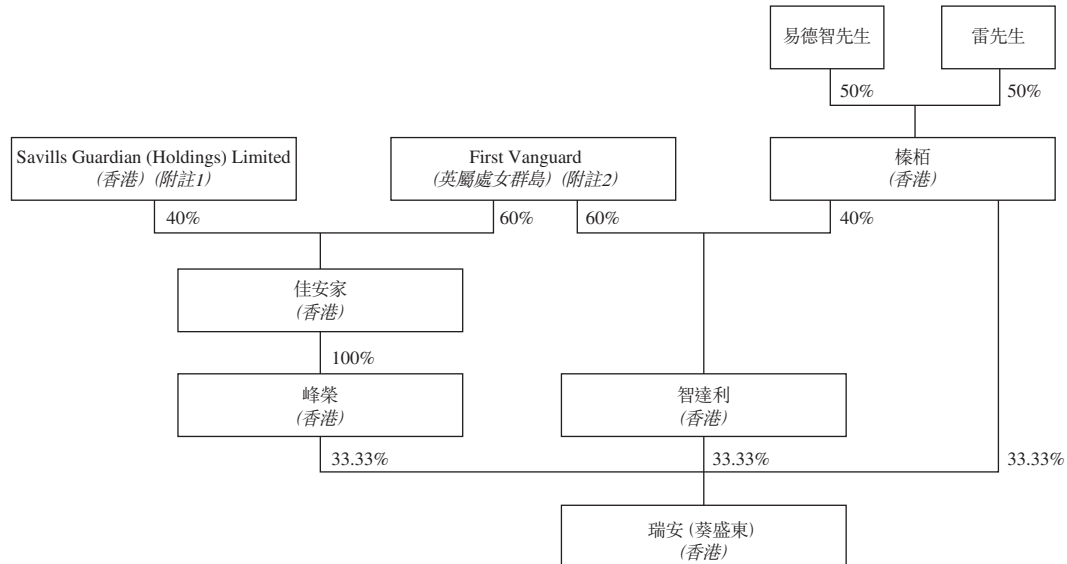 易德智先生
雷先生
50%
50%
Savills Guardian (Holdings) Limited
(香港) (附註1)
First Vanguard
(英屬處女群島) (附註2)
榛栢
(香港)
40%
60%
60%
40%
佳安家
(香港)
100%
峰榮
(香港)
智達利
(香港)
33.33%
33.33%
33.33%
瑞安 (葵盛東)
(香港)